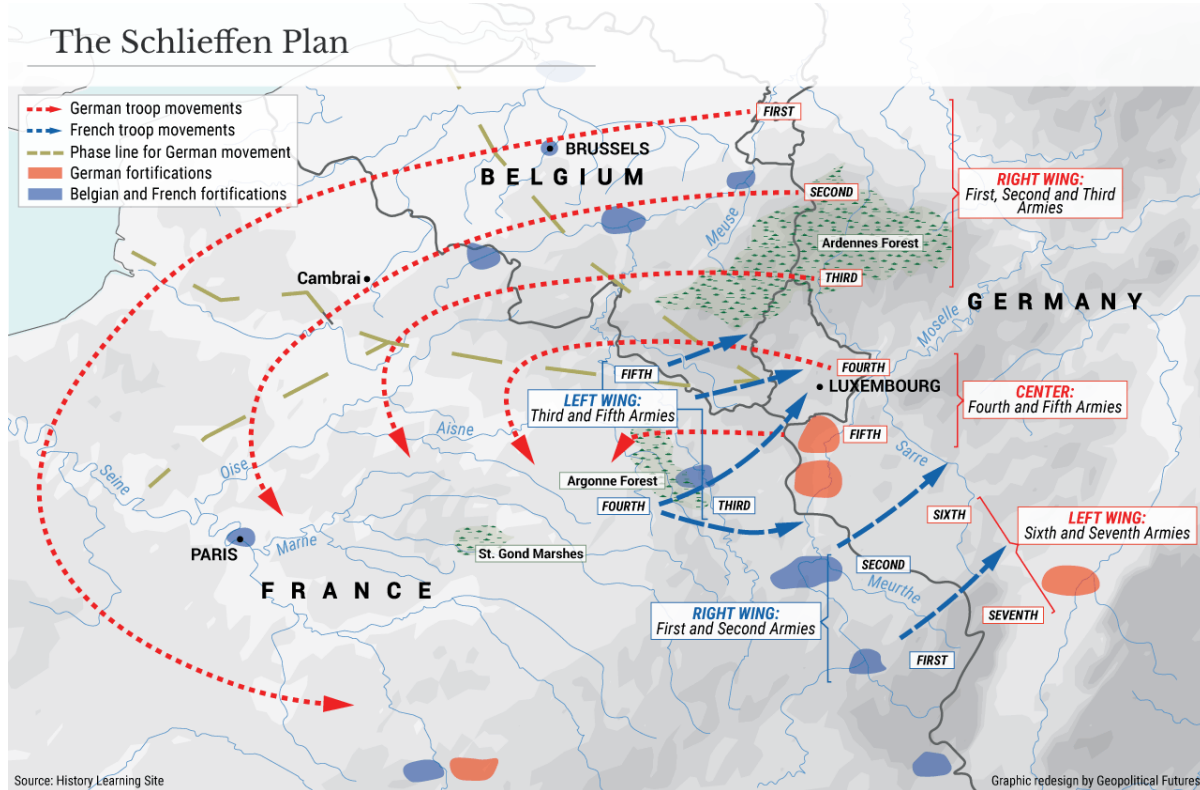 The Schlieffen Plan
German troop movements
French troop movements
Phase line for German movement
German fortifications
Belgian and French fortifications
FIRST
BRUSSELS
BELGIUM
RIGHT WING:
First, Second and Third
Armies
SECOND
Meuse
Ardennes Forest
Cambrai
THIRD
GERMANY
Moselle
FOURTH
LUXEMBOURG
FIFTH
CENTER:
Fourth and Fifth Armies
LEFT WING:
Third and Fifth Armies
Aisne
FIFTH
Sarre
Oise
Seine
Argonne Forest
FOURTH
THIRD
SIXTH
LEFT WING:
Sixth and Seventh Armies
PARIS
Marne
St. Gond Marshes
SECOND
Meurthe
FRANCE
RIGHT WING:
First and Second Armies
SEVENTH
FIRST
Source: History Learning Site
Graphic redesign by Geopolitical Futures